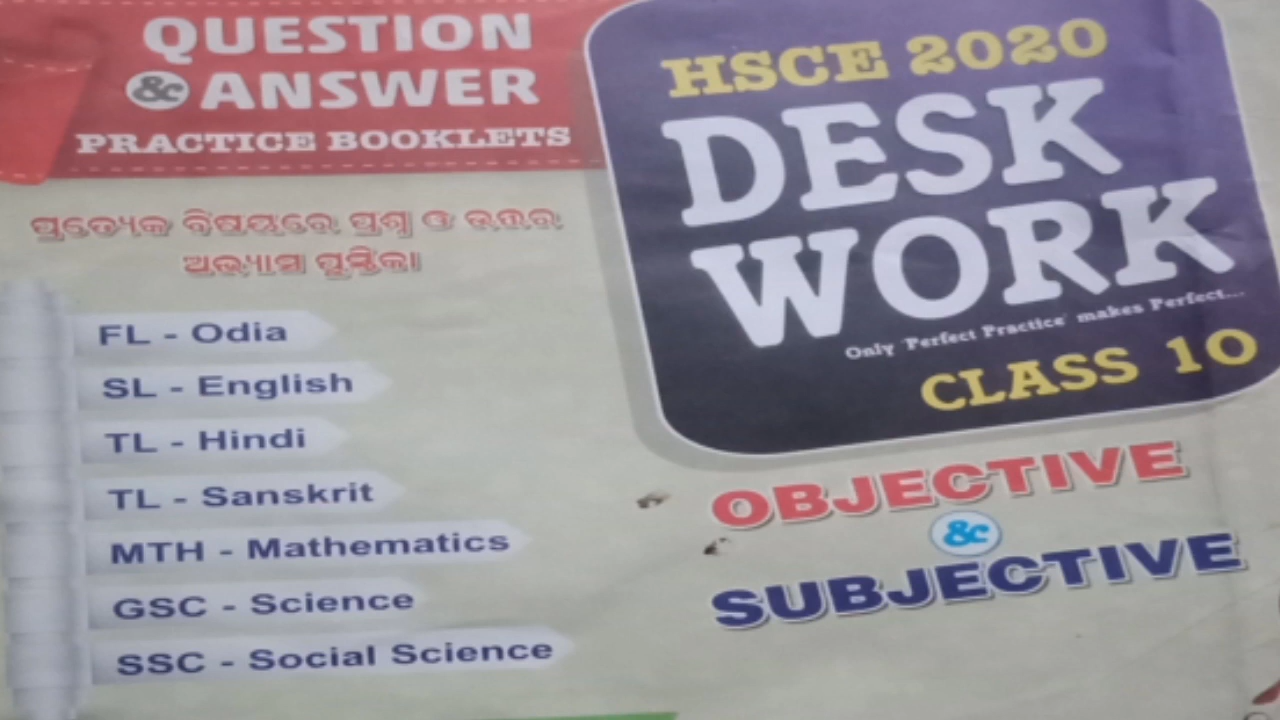 QUESTION
& ANSWER
PRACTICE BOOKLETS
ପ୍ରତ୍ୟେକ ବିଷୟରେ ପ୍ରଶ୍ନ ଓ ଉତ୍ତର
ଅଭ୍ୟାସ ପୁସ୍ତିକା
FL - Odia
SL - English
TL - Hindi
TL - Sanskrit
MTH - Mathematics
GSC - Science
SSC - Social Science
HSCE 2020
DESK
WORK
Only 'Perfect Practice' makes Perfect...
CLASS 10
OBJECTIVE
&
SUBJECTIVE